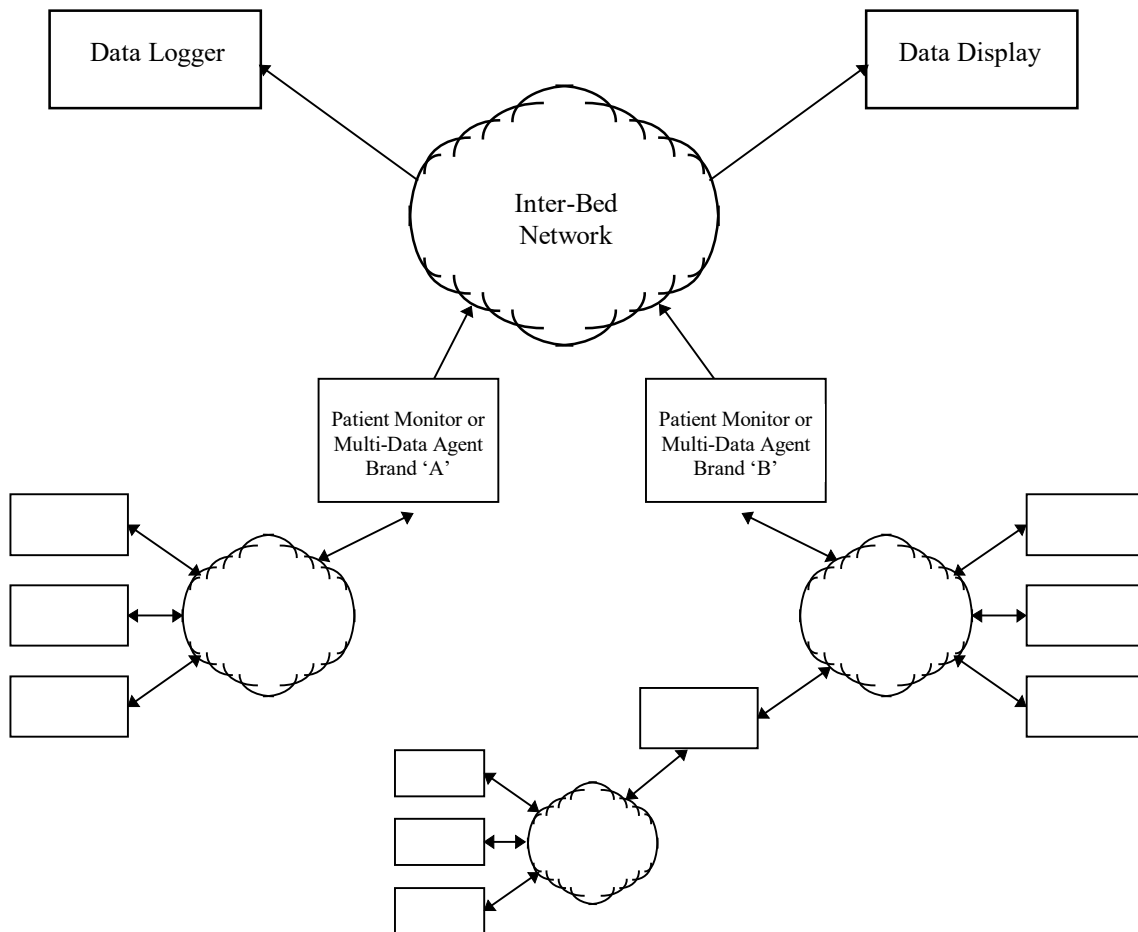 Data Logger
Data Display
Inter-Bed
Network
Patient Monitor or
Multi-Data Agent
Brand ‘A’
Patient Monitor or
Multi-Data Agent
Brand ‘B’